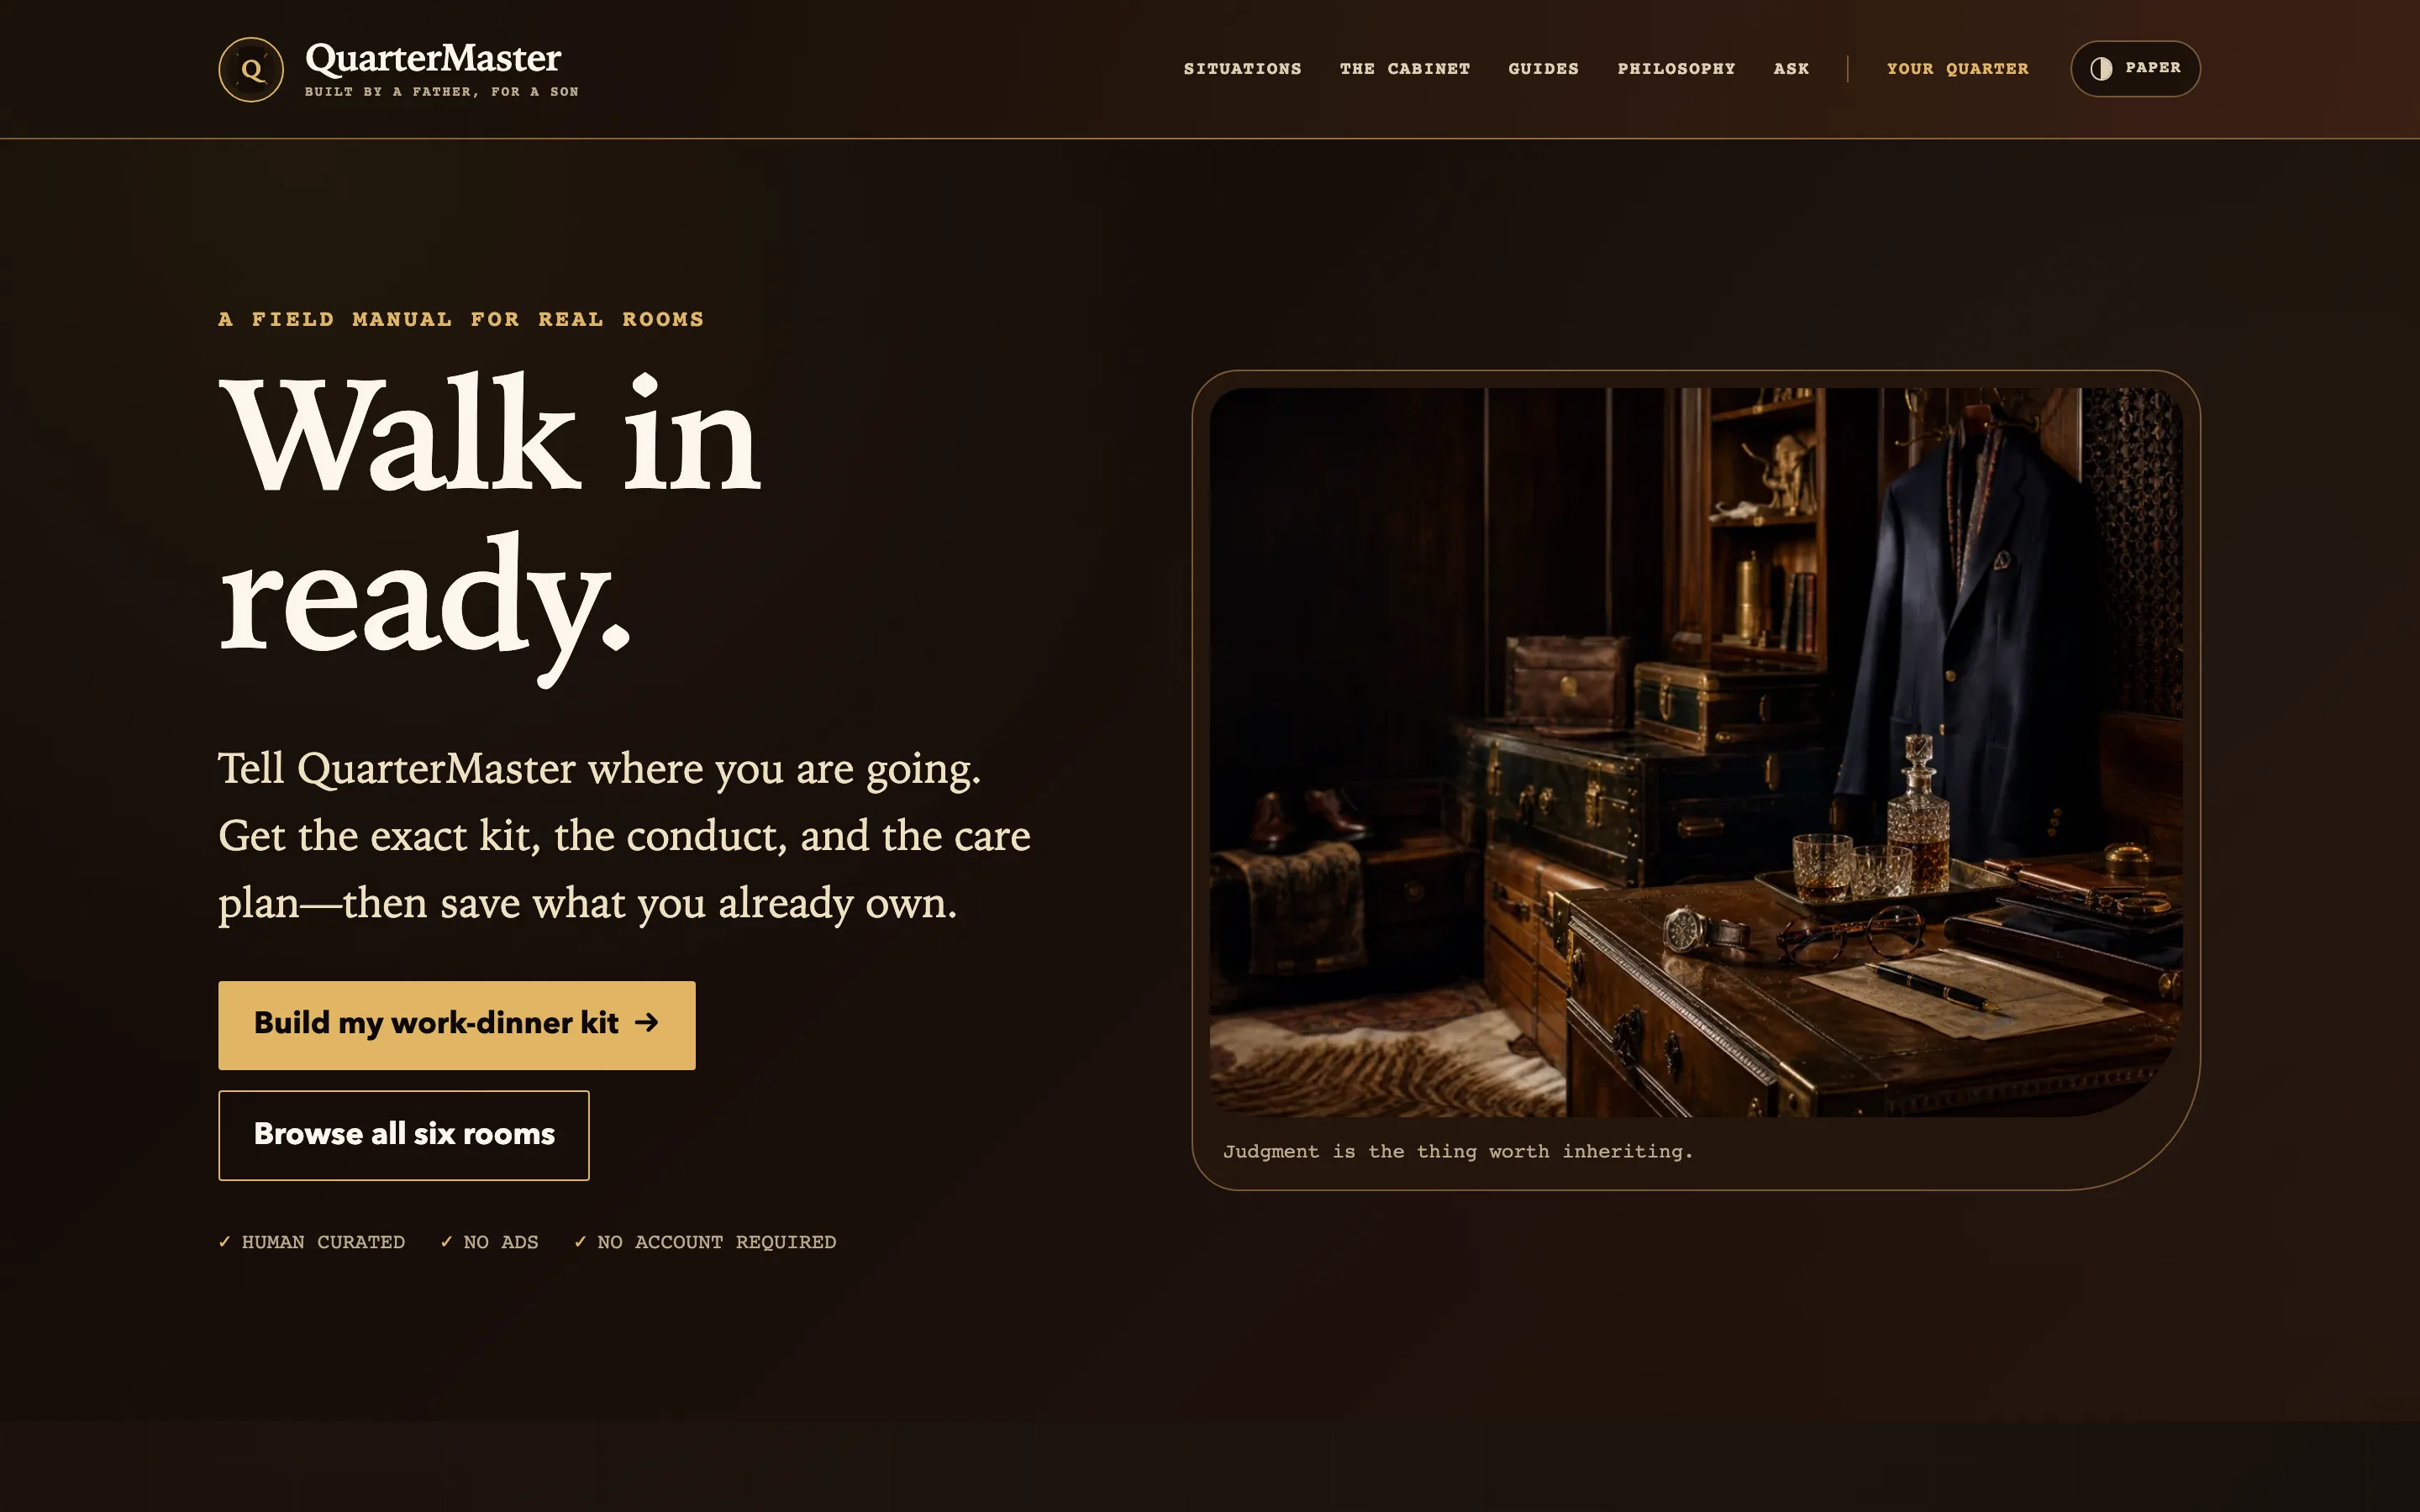 Q
QuarterMaster
BUILT BY A FATHER, FOR A SON
SITUATIONS
THE CABINET
GUIDES
PHILOSOPHY
ASK
YOUR QUARTER
PAPER
A FIELD MANUAL FOR REAL ROOMS
Walk in
ready.
Tell QuarterMaster where you are going.
Get the exact kit, the conduct, and the care
plan—then save what you already own.
Build my work-dinner kit →
Browse all six rooms
✓ HUMAN CURATED ✓ NO ADS ✓ NO ACCOUNT REQUIRED
Judgment is the thing worth inheriting.